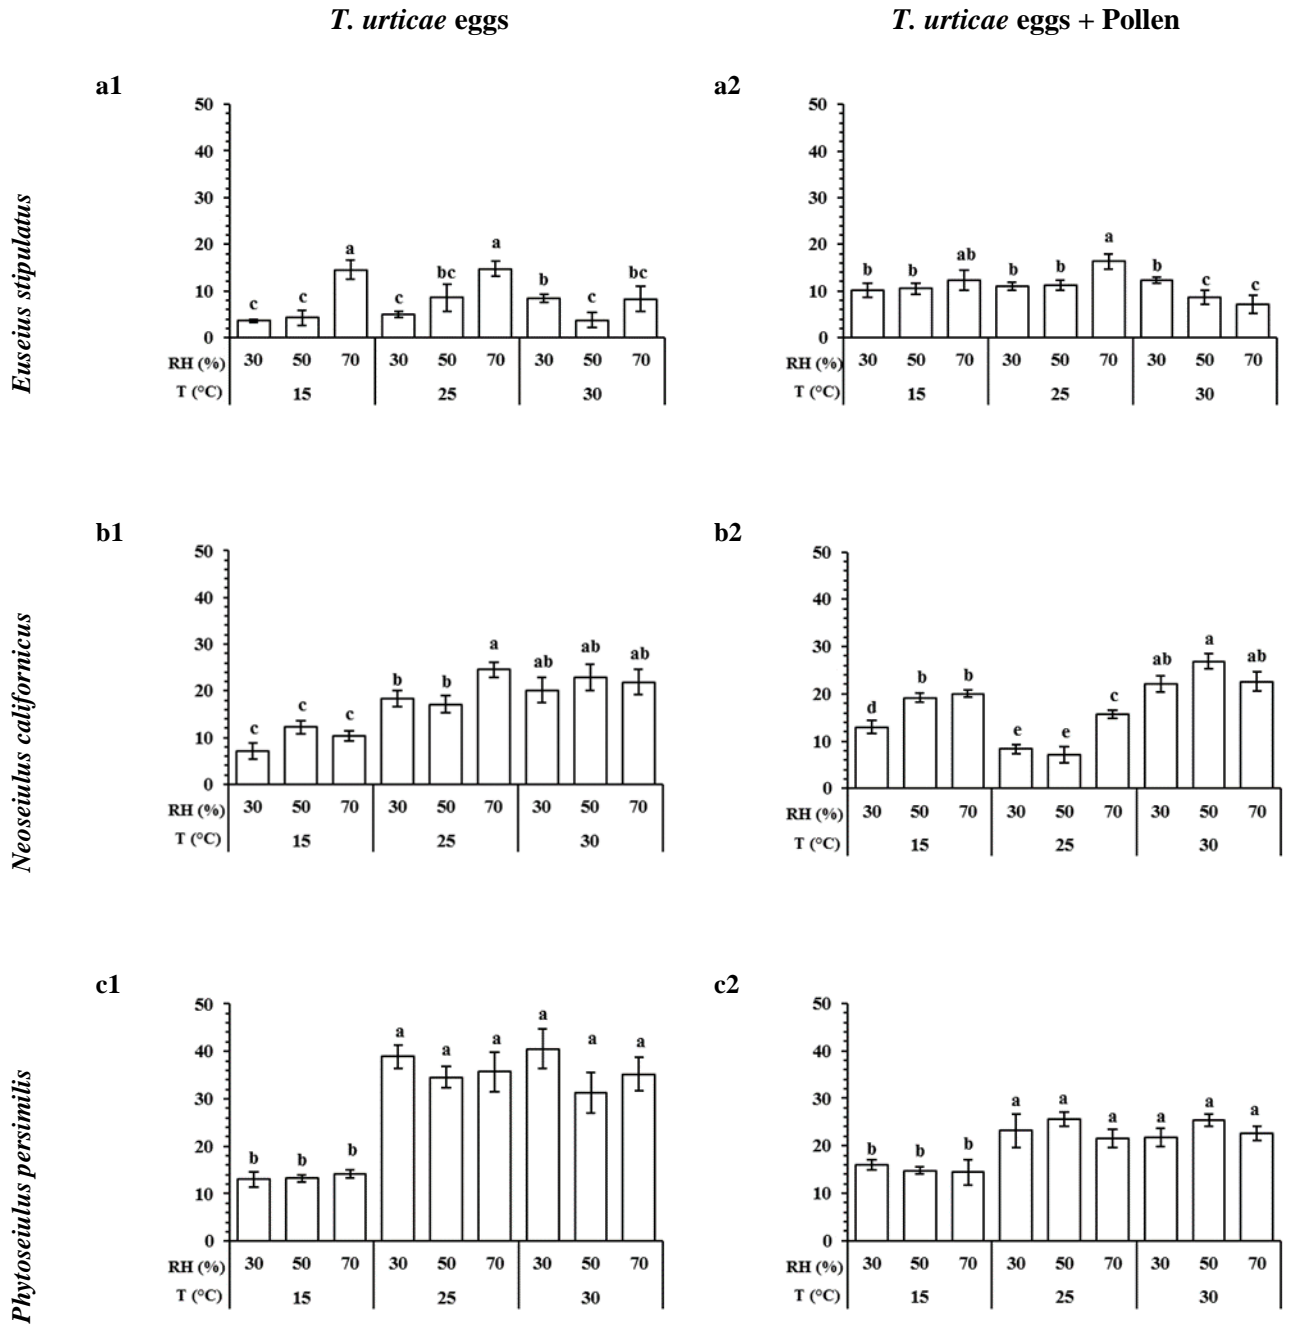 T. urticae eggs
T. urticae eggs + Pollen
Euseius stipulatus
a1
50
40
30
20
10
0
c c a c bc a b c bc
RH (%) 30 50 70 30 50 70 30 50 70
T (°C) 15 25 30
a2
50
40
30
20
10
0
b b ab b b a b c c
RH (%) 30 50 70 30 50 70 30 50 70
T (°C) 15 25 30
Neoseiulus californicus
b1
50
40
30
20
10
0
c c c b b a ab ab ab
RH (%) 30 50 70 30 50 70 30 50 70
T (°C) 15 25 30
b2
50
40
30
20
10
0
d b b e e c ab a ab
RH (%) 30 50 70 30 50 70 30 50 70
T (°C) 15 25 30
Phytoseiulus persimilis
c1
50
40
30
20
10
0
b b b a a a a a a
RH (%) 30 50 70 30 50 70 30 50 70
T (°C) 15 25 30
c2
50
40
30
20
10
0
b b b a a a a a a
RH (%) 30 50 70 30 50 70 30 50 70
T (°C) 15 25 30